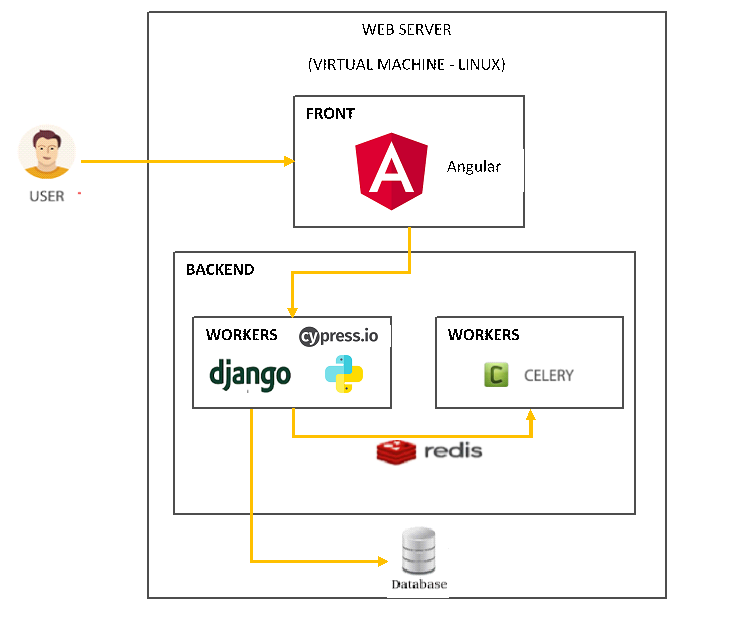 WEB SERVER
(VIRTUAL MACHINE - LINUX)
FRONT
A
Angular
USER
BACKEND
WORKERS
cypress.io
django
WORKERS
C
CELERY
redis
Database